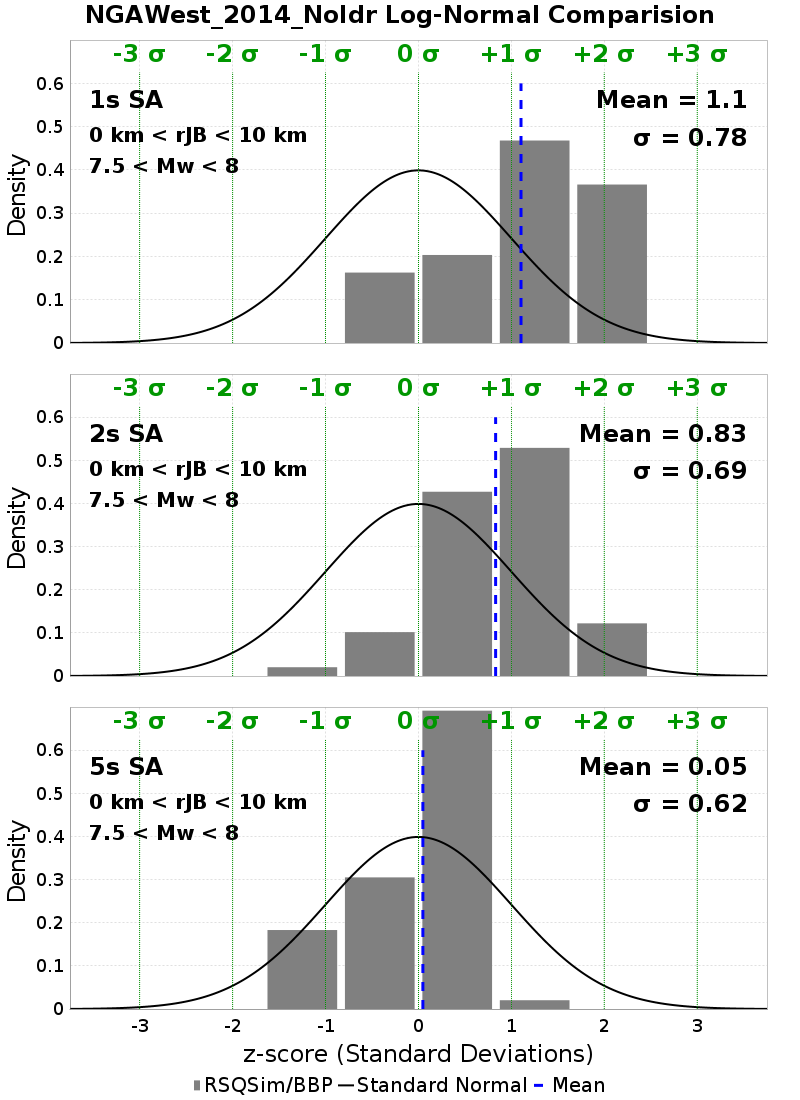 NGAWest_2014_NoIdr Log-Normal Comparision
-3 σ -2 σ -1 σ 0 σ +1 σ +2 σ +3 σ
1s SA
Mean = 1.1
0 km < rJB < 10 km
σ = 0.78
7.5 < Mw < 8
Density
0.6
0.5
0.4
0.3
0.2
0.1
0
-3 σ -2 σ -1 σ 0 σ +1 σ +2 σ +3 σ
2s SA
Mean = 0.83
0 km < rJB < 10 km
σ = 0.69
7.5 < Mw < 8
Density
0.6
0.5
0.4
0.3
0.2
0.1
0
-3 σ -2 σ -1 σ 0 σ +1 σ +2 σ +3 σ
5s SA
Mean = 0.05
0 km < rJB < 10 km
σ = 0.62
7.5 < Mw < 8
Density
0.6
0.5
0.4
0.3
0.2
0.1
0
-3 -2 -1 0 1 2 3
z-score (Standard Deviations)
RSQSim/BBP Standard Normal Mean